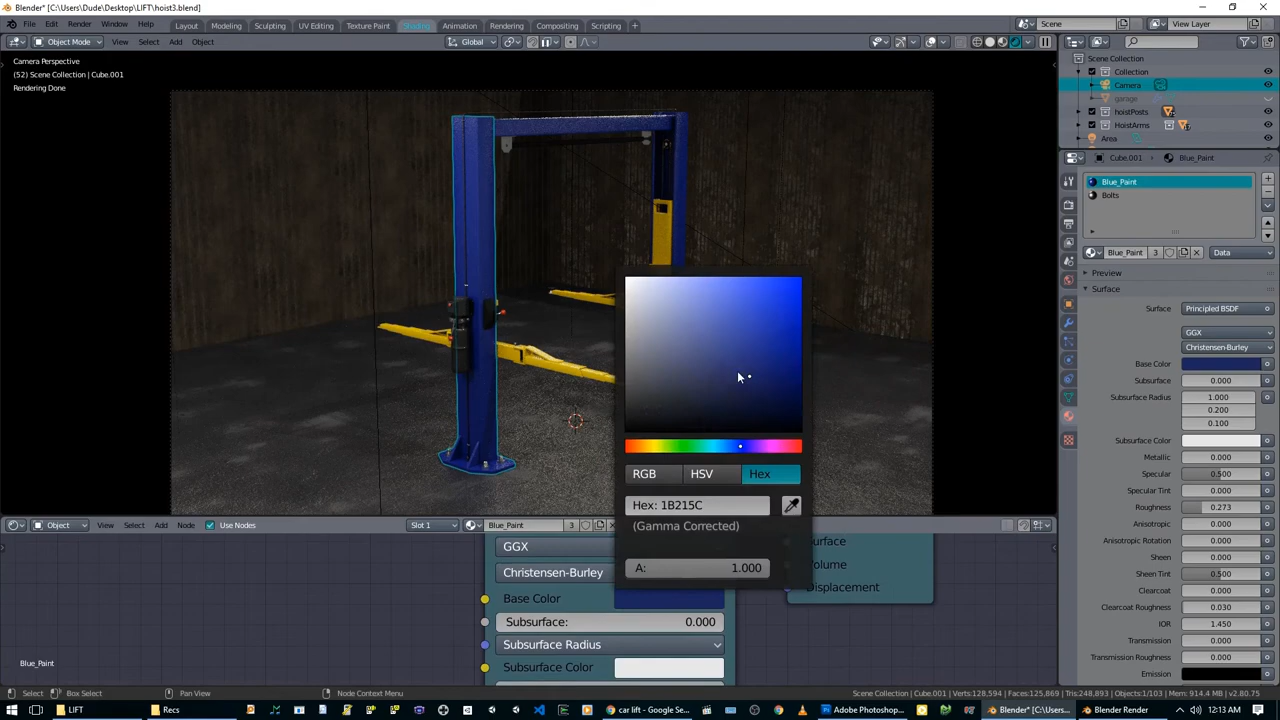 Blender* [C:\Users\Dude\Desktop\LIFT\hoist3.blend]
File Edit Render Window Help Layout Modeling Sculpting UV Editing Texture Paint Shading Animation Rendering Compositing Scripting + Scene View Layer
Object Mode View Select Add Object Global
Camera Perspective
(52) Scene Collection | Cube.001
Rendering Done
Scene Collection
Collection
Camera
garage
hoistPosts
HoistArms
Area
Cube.001 Blue_Paint
Blue_Paint
Bolts
Blue_Paint 3 Data
Preview
Surface
Surface Principled BSDF
GGX
Christensen-Burley
Base Color
Subsurface 0.000
Subsurface Radius 1.000
0.200
0.100
Subsurface Color
Metallic 0.000
Specular 0.500
Specular Tint 0.000
Roughness 0.273
Anisotropic 0.000
Anisotropic Rotation 0.000
Sheen 0.000
Sheen Tint 0.500
Clearcoat 0.000
Clearcoat Roughness 0.030
IOR 1.450
Transmission 0.000
Transmission Roughness 0.000
Emission
RGB HSV Hex
Hex: 1B215C
(Gamma Corrected)
A: 1.000
Object View Select Add Node Use Nodes Slot 1 Blue_Paint 3
GGX
Christensen-Burley
Base Color
Subsurface: 0.000
Subsurface Radius
Subsurface Color
Surface
Volume
Displacement
Blue_Paint
Select Box Select Pan View Node Context Menu Scene Collection | Cube.001 | Verts:128,594 | Faces:125,869 | Tris:248,893 | Objects:1/103 | Mem: 914.4 MB | v2.80.75
LIFT Recs car lift - Google Se... Adobe Photoshop... Blender* [C:\Users... Blender Render 12:13 AM